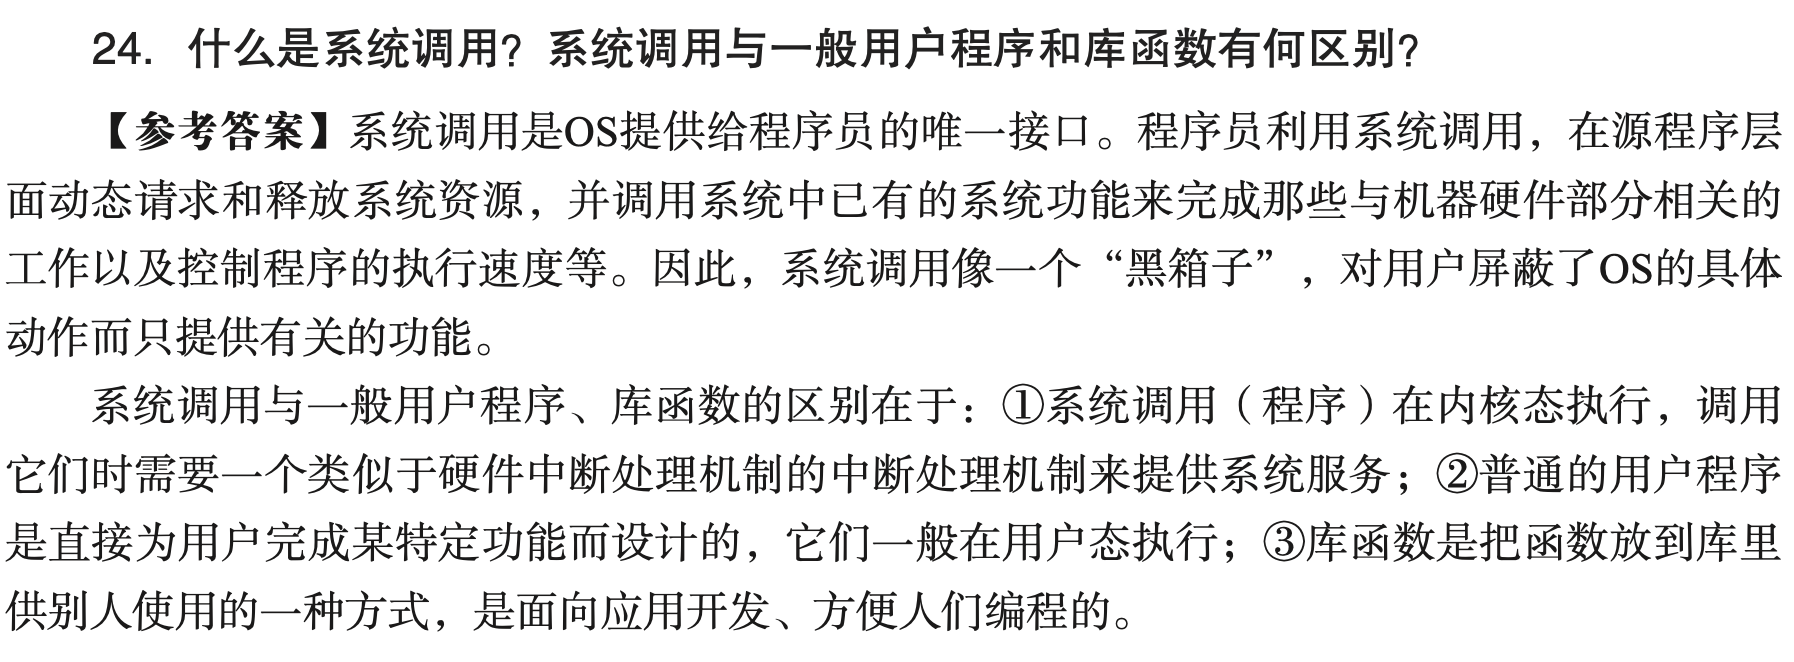 24. 什么是系统调用？系统调用与一般用户程序和库函数有何区别？
【参考答案】系统调用是OS提供给程序员的唯一接口。程序员利用系统调用，在源程序层
面动态请求和释放系统资源，并调用系统中已有的系统功能来完成那些与机器硬件部分相关的
工作以及控制程序的执行速度等。因此，系统调用像一个“黑箱子”，对用户屏蔽了OS的具体
动作而只提供有关的功能。
系统调用与一般用户程序、库函数的区别在于：①系统调用（程序）在内核态执行，调用
它们时需要一个类似于硬件中断处理机制的中断处理机制来提供系统服务；②普通的用户程序
是直接为用户完成某特定功能而设计的，它们一般在用户态执行；③库函数是把函数放到库里
供别人使用的一种方式，是面向应用开发、方便人们编程的。